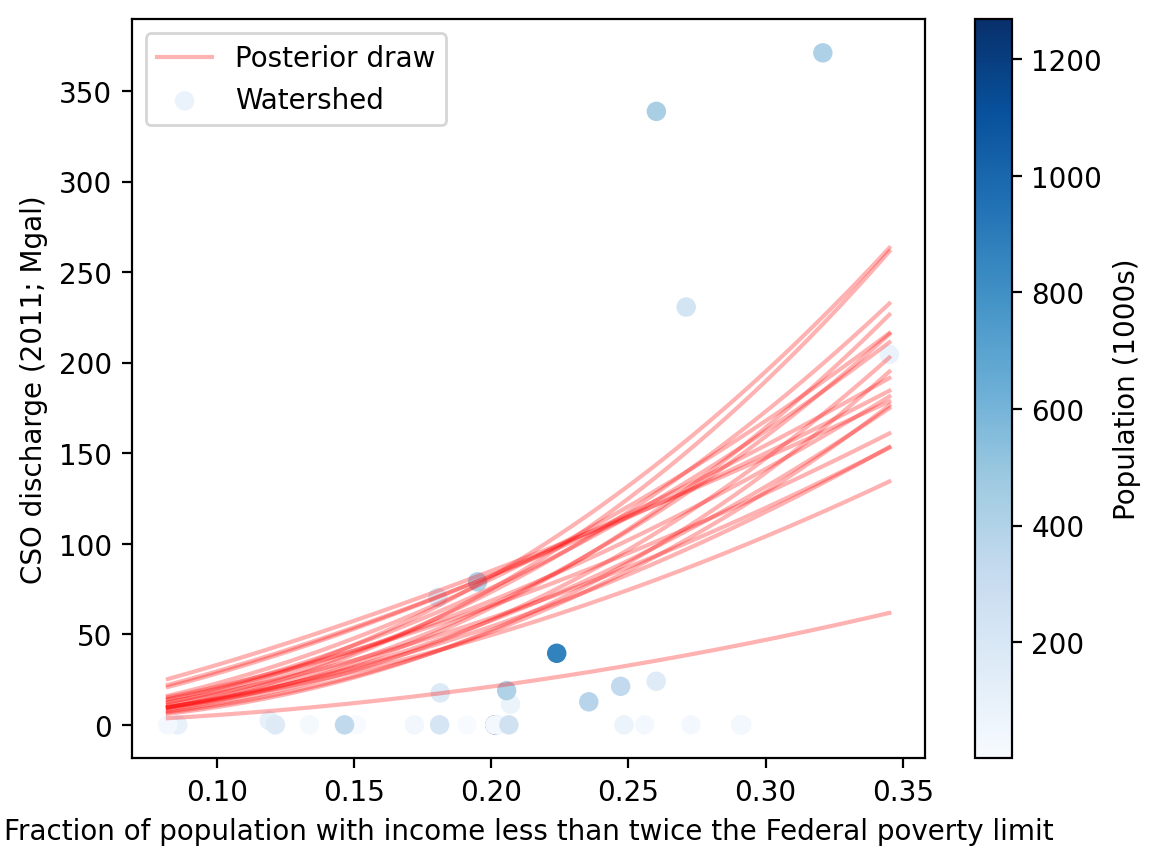 Posterior draw
Watershed
CSO discharge (2011; Mgal)
350
300
250
200
150
100
50
0
0.10 0.15 0.20 0.25 0.30 0.35
Fraction of population with income less than twice the Federal poverty limit
1200
1000
800
600
400
200
Population (1000s)